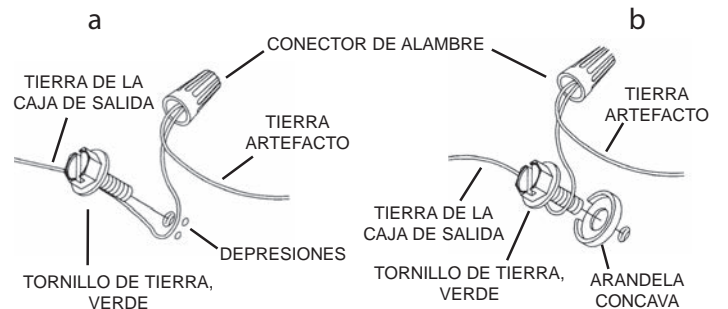 a
b
CONECTOR DE ALAMBRE
TIERRA DE LA
CAJA DE SALIDA
TIERRA
ARTEFACTO
DEPRESIONES
TORNILLO DE TIERRA,
VERDE
TIERRA
ARTEFACTO
TIERRA DE LA
CAJA DE SALIDA
TORNILLO DE TIERRA,
VERDE
ARANDELA
CONCAVA